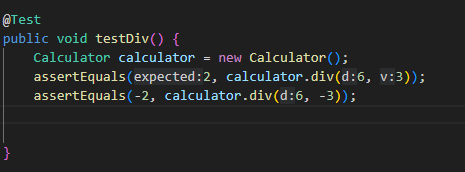 @Test
public void testDiv() {
Calculator calculator = new Calculator();
assertEquals(expected:2, calculator.div(d:6, v:3));
assertEquals(-2, calculator.div(d:6, -3));
}